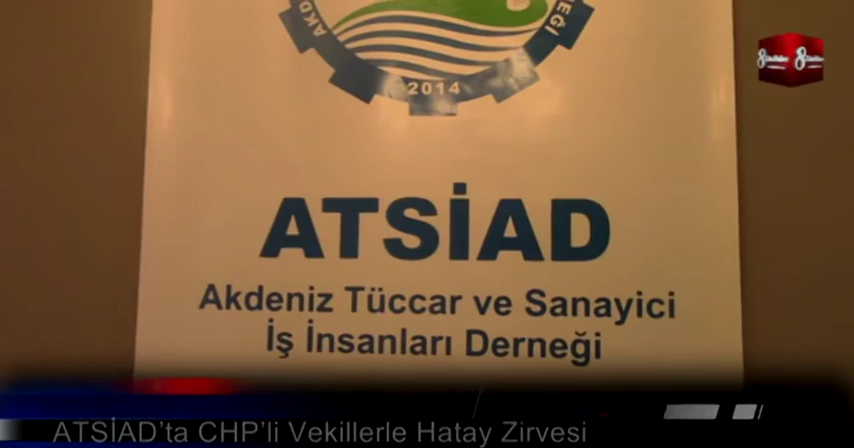 2014
ATSİAD
Akdeniz Tüccar ve Sanayici
İş İnsanları Derneği
ATSİAD'ta CHP'li Vekillerle Hatay Zirvesi